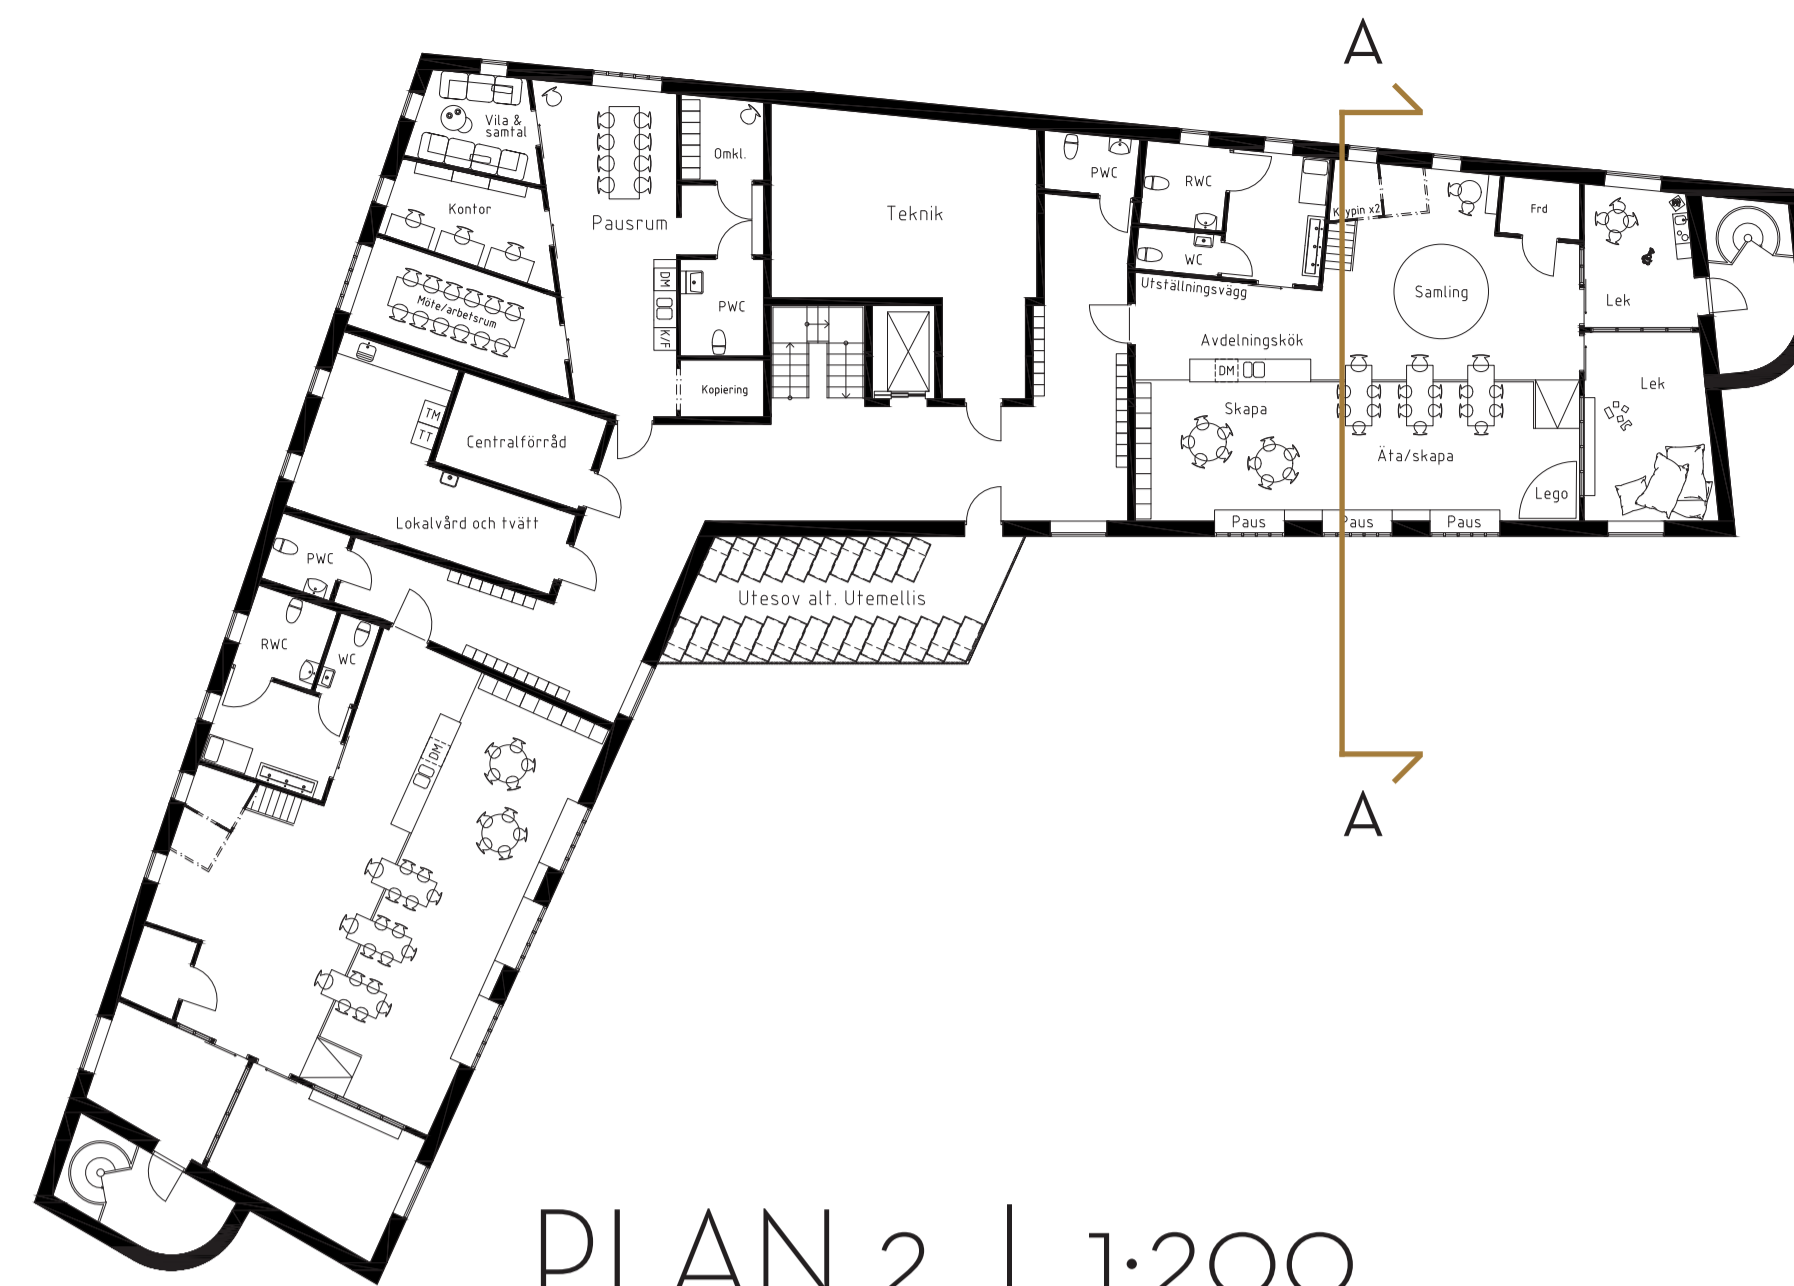 A
Vila &
samtal
Omkl.
Kontor
Pausrum
Teknik
PWC
RWC
Krypin x2
Frd
WC
Utställningsvägg
Samling
Lek
Möte/arbetsrum
DM
K/F
PWC
Avdelningskök
DM
Kopiering
Lek
TM
TT
Centralförråd
Skapa
Äta/skapa
Lego
Lokalvård och tvätt
Paus
Paus
Paus
PWC
Utesov alt. Utemellis
RWC
WC
DM
A
PLAN 2 | 1:200